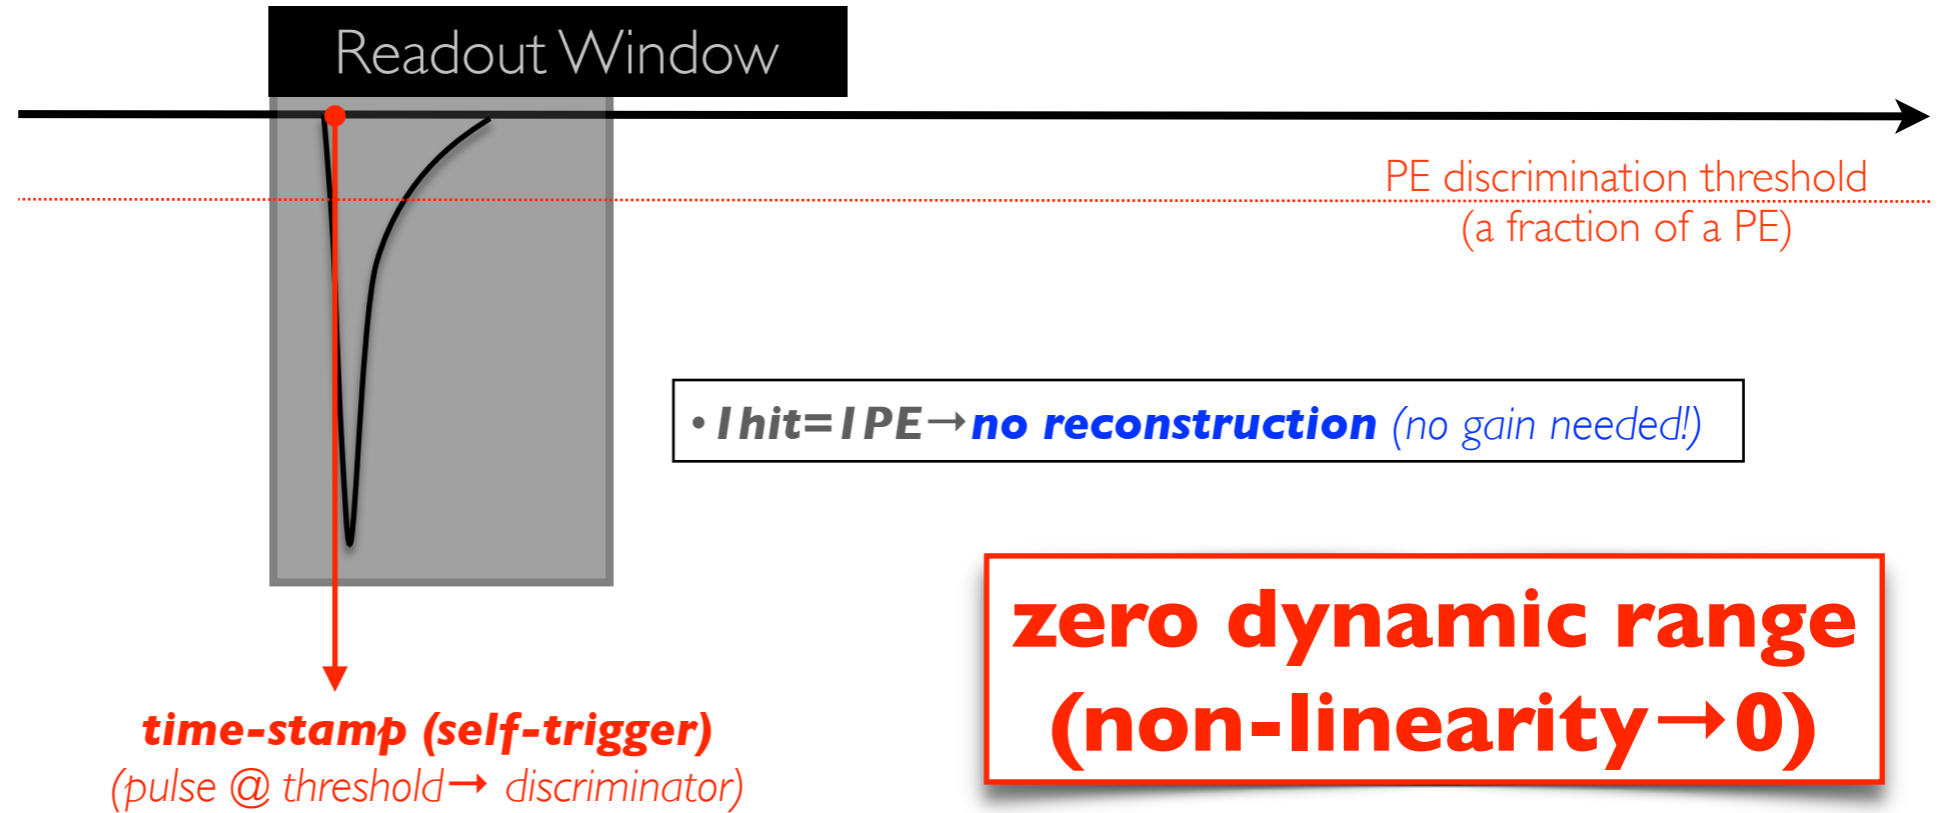 Readout Window
PE discrimination threshold
(a fraction of a PE)
• 1hit=1PE→no reconstruction (no gain needed!)
zero dynamic range
(non-linearity→0)
time-stamp (self-trigger)
(pulse @ threshold→ discriminator)